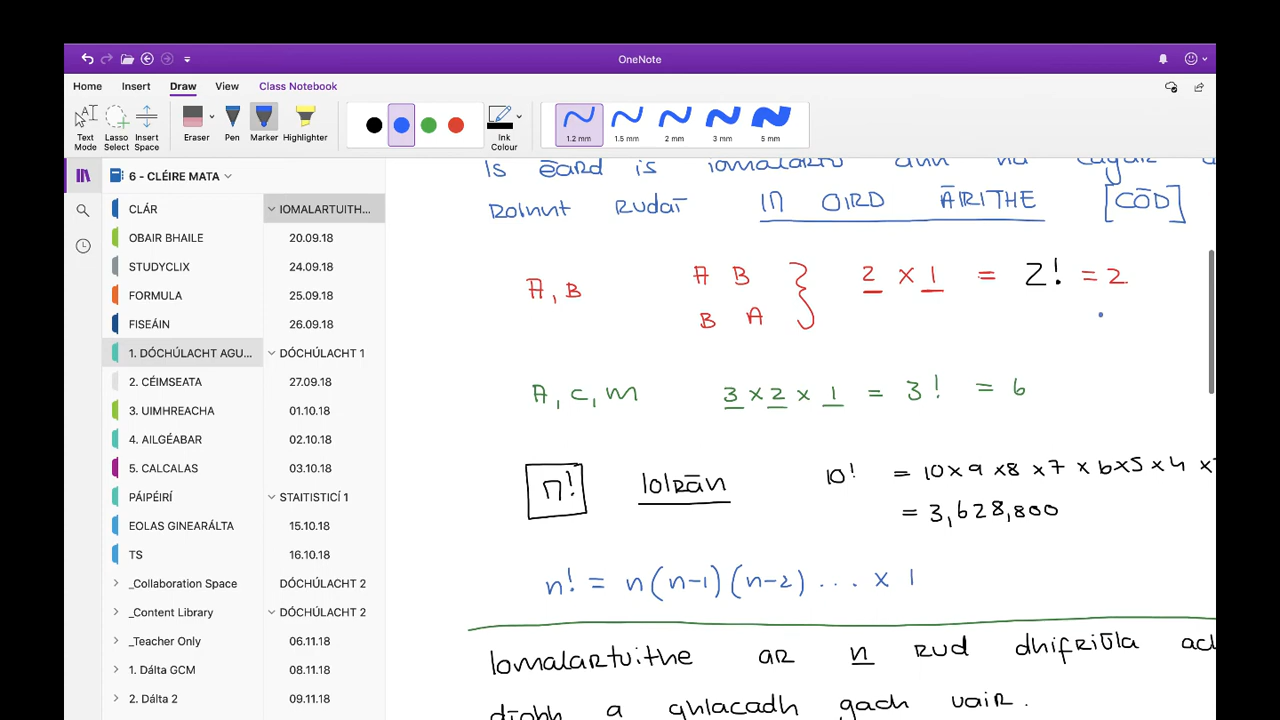 OneNote
Home Insert Draw View Class Notebook
Text Mode
Lasso Select
Insert Space
Eraser
Pen
Marker
Highlighter
Ink Colour
1.2 mm
1.5 mm
2 mm
3 mm
5 mm
6 - CLÉIRE MATA
CLÁR
OBAIR BHAILE
STUDYCLIX
FORMULA
FISEÁIN
1. DÓCHÚLACHT AGU...
2. CÉIMSEATA
3. UIMHREACHA
4. AILGÉABAR
5. CALCALAS
PÁIPÉIRÍ
EOLAS GINEARÁLTA
TS
_Collaboration Space
_Content Library
_Teacher Only
1. Dálta GCM
2. Dálta 2
IOMALARTUITH...
20.09.18
24.09.18
25.09.18
26.09.18
DÓCHÚLACHT 1
27.09.18
01.10.18
02.10.18
03.10.18
STAITISTICÍ 1
15.10.18
16.10.18
DÓCHÚLACHT 2
DÓCHÚLACHT 2
06.11.18
08.11.18
09.11.18
Is éard is iomalartú ann ná
roinnt rudaí IN OIRD ÁRITHE [CÓD]
A, B
A B
B A
2 x 1 = 2! = 2
A, C, M 3 x 2 x 1 = 3! = 6
n! Iolrán 10! = 10 x 9 x 8 x 7 x 6 x 5 x 4 x
= 3,628,800
n! = n(n-1)(n-2) ... x 1
Iomalartuithe ar n rud dhifriúla
díobh a ghlacadh gach uair.